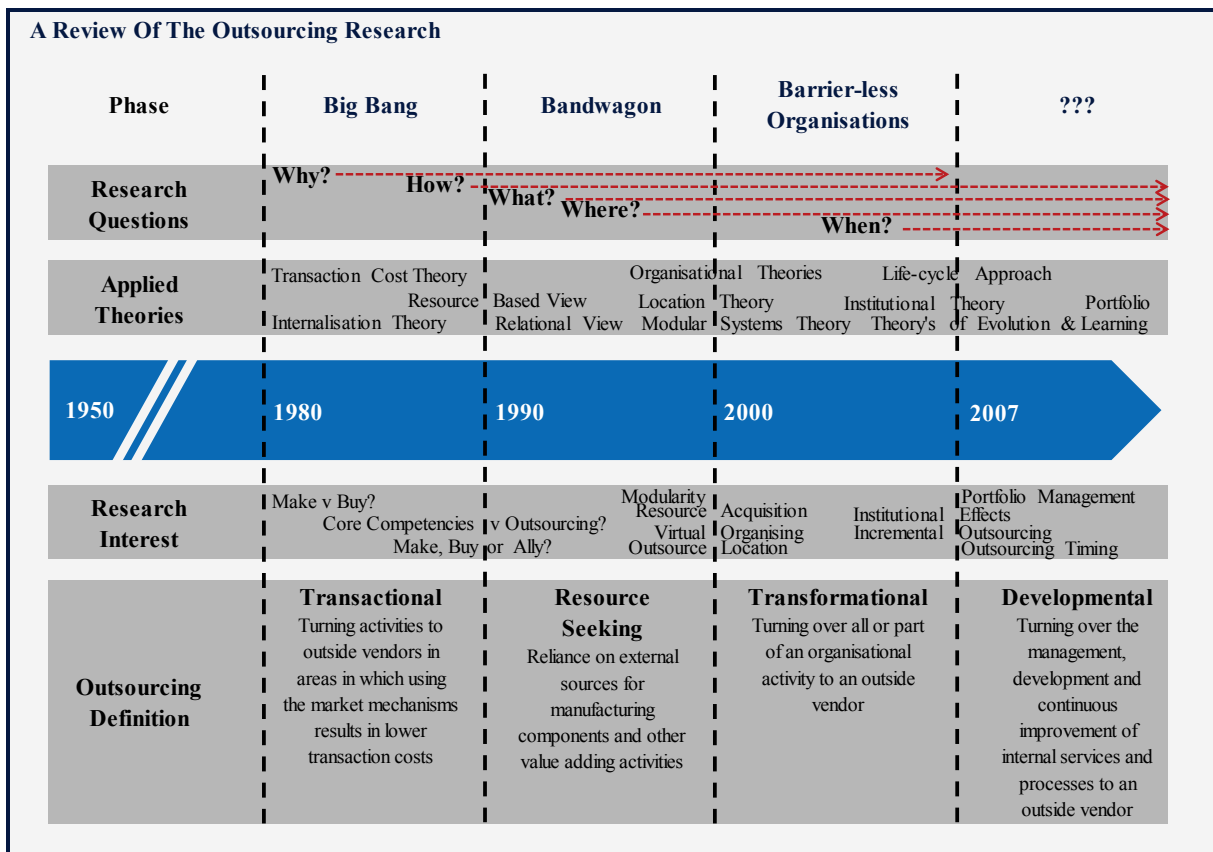 A Review Of The Outsourcing Research
Phase
Big Bang
Bandwagon
Barrier-less
Organisations
???
Research
Questions
Why?
How?
What?
Where?
When?
Applied
Theories
Organisational Theories Life-cycle Approach
Transaction Cost Theory
Resource Based View Location Theory Institutional Theory Portfolio
Internalisation Theory Relational View Modular Systems Theory Theory's of Evolution & Learning
1950
1980
1990
2000
2007
Research
Interest
Make v Buy?
Core Competencies v Outsourcing?
Make, Buy or Ally?
Modularity
Resource Acquisition
Virtual Organising
Outsource Location
Institutional Effects
Incremental Outsourcing
Portfolio Management
Outsourcing Timing
Outsourcing
Definition
Transactional
Turning activities to
outside vendors in
areas in which using
the market mechanisms
results in lower
transaction costs
Resource
Seeking
Reliance on external
sources for
manufacturing
components and other
value adding activities
Transformational
Turning over all or part
of an organisational
activity to an outside
vendor
Developmental
Turning over the
management,
development and
continuous
improvement of
internal services and
processes to an
outside vendor